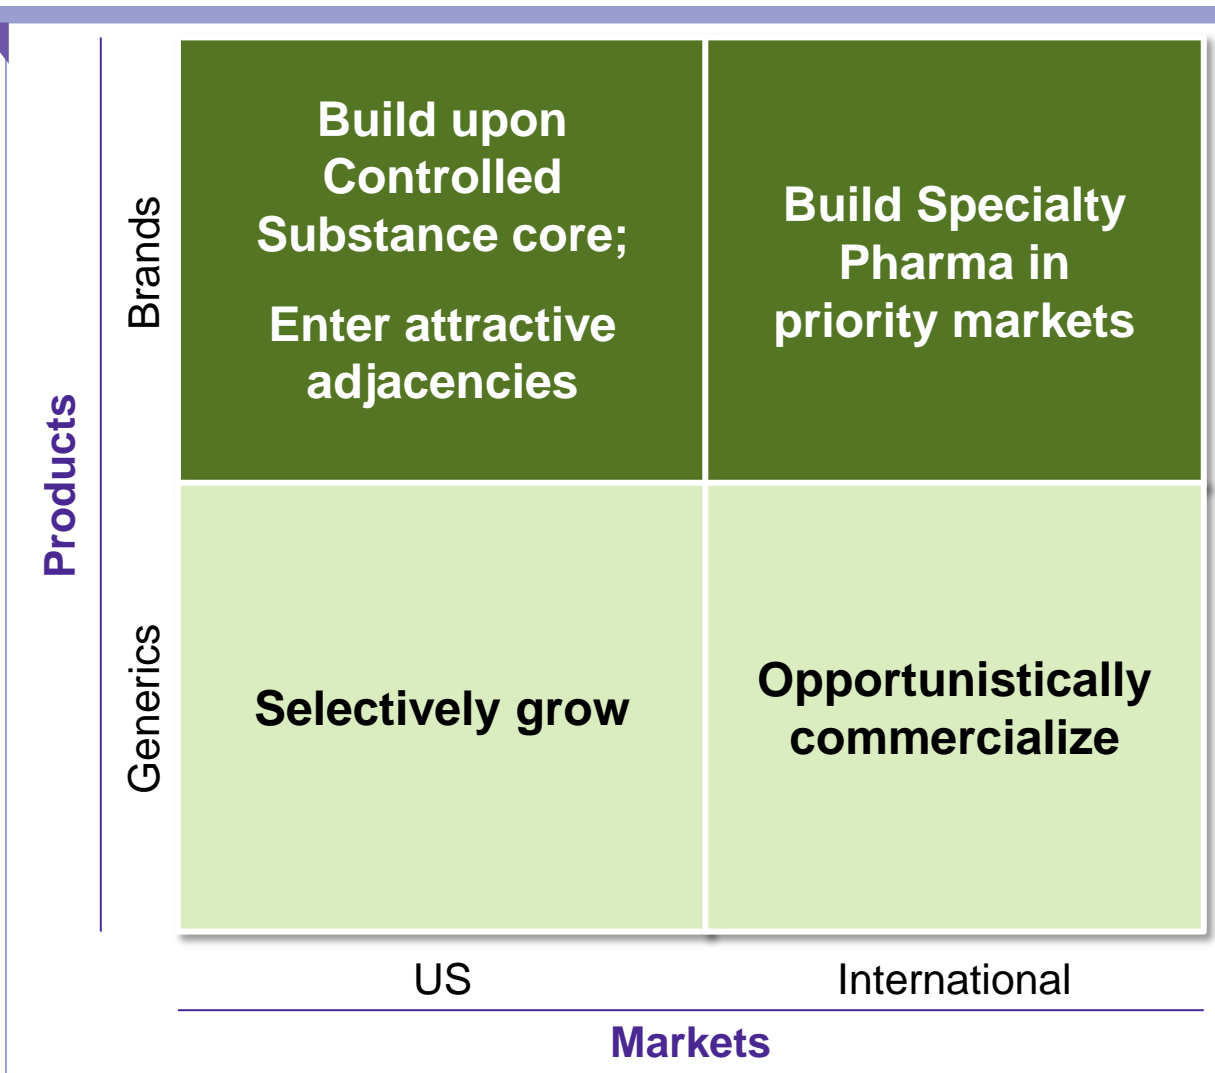 Products
Brands
Build upon
Controlled
Substance core;
Enter attractive
adjacencies
Build Specialty
Pharma in
priority markets
Generics
Selectively grow
Opportunistically
commercialize
US
International
Markets